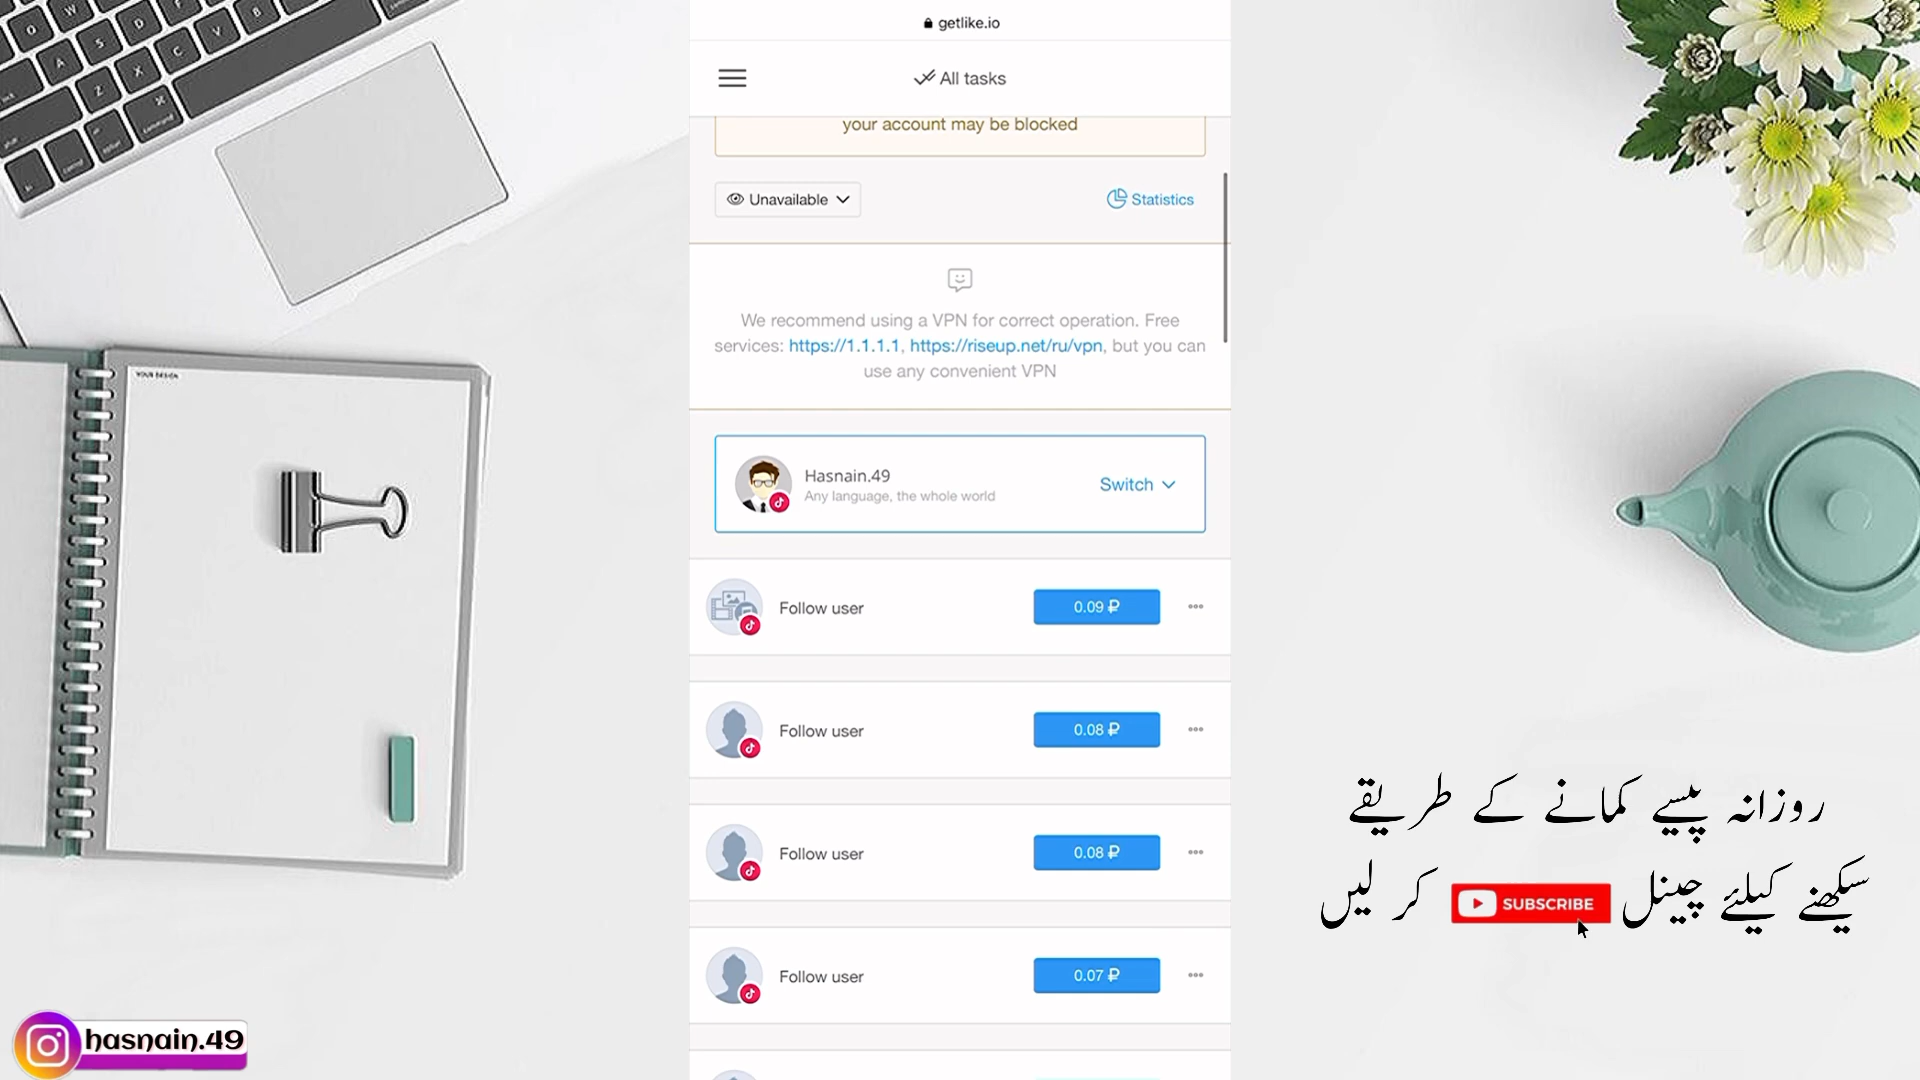 getlike.io
All tasks
your account may be blocked
Unavailable
Statistics
We recommend using a VPN for correct operation. Free
services: https://1.1.1.1, https://riseup.net/ru/vpn, but you can
use any convenient VPN
Hasnain.49
Any language, the whole world
Switch
Follow user
0.09 ₽
Follow user
0.08 ₽
Follow user
0.08 ₽
Follow user
0.07 ₽
YOUR DESIGN
روزانہ پیسے کمانے کے طریقے
سیکھنے کیلئے چینل SUBSCRIBE کر لیں
hasnain.49